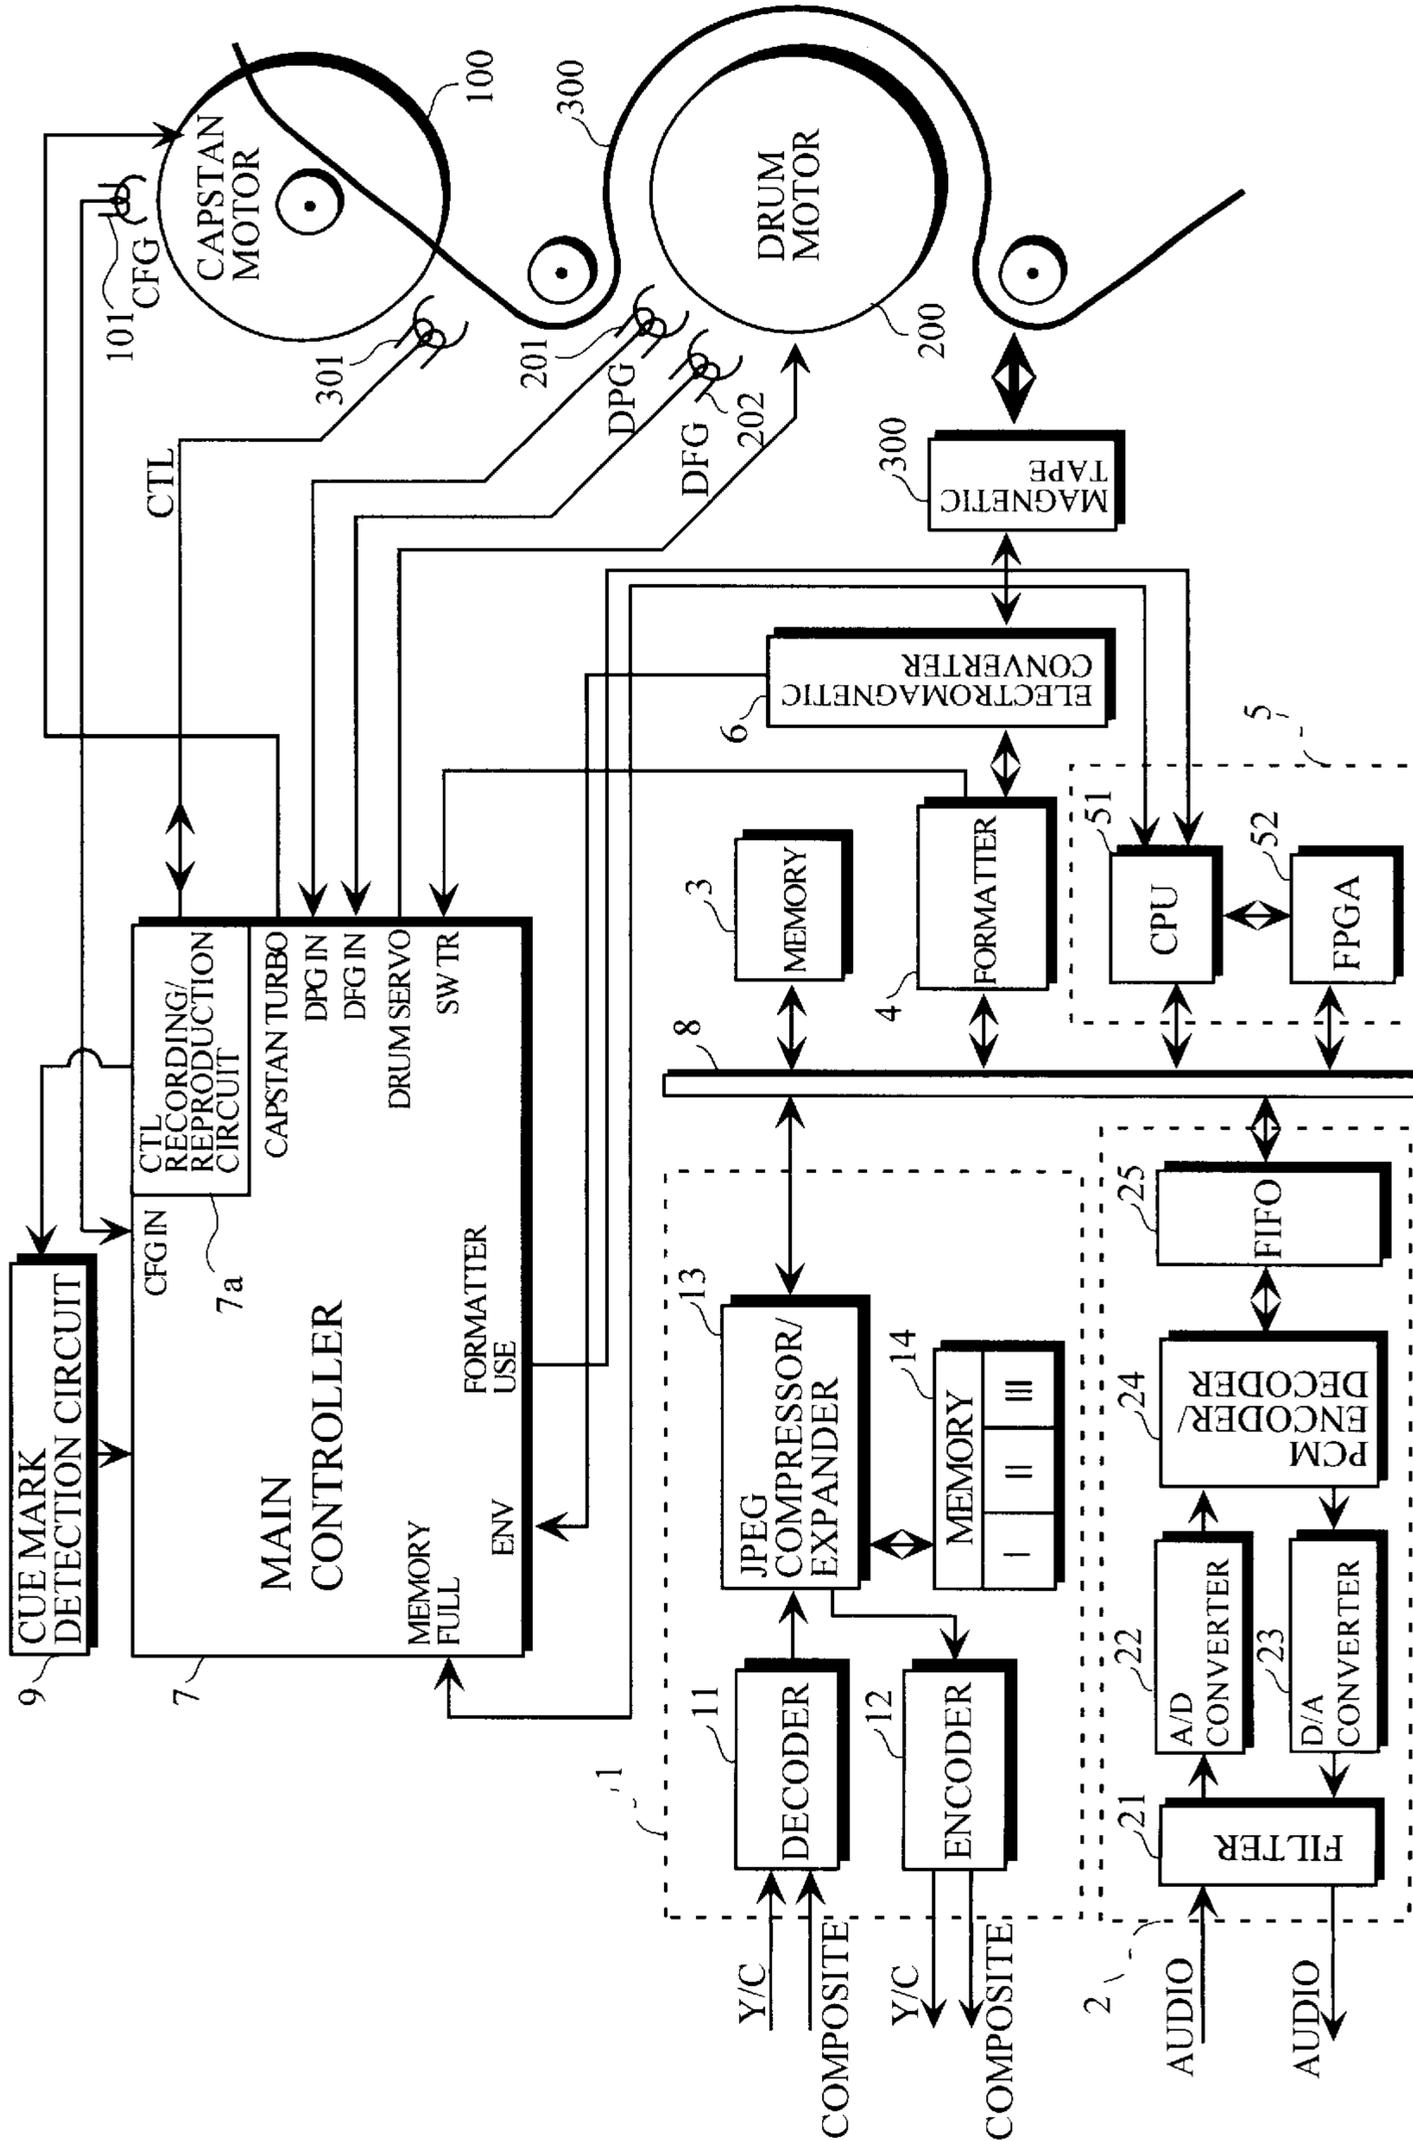 9
CUE MARK
DETECTION CIRCUIT
7
MAIN
CONTROLLER
CFG IN
7a
CTL
RECORDING/
REPRODUCTION
CIRCUIT
CAPSTAN TURBO
DPG IN
DFG IN
DRUM SERVO
SW TR
MEMORY
FULL
ENV
FORMATTER
USE
CTL
101
CFG
CAPSTAN
MOTOR
100
301
201
DPG
DFG
202
300
DRUM
MOTOR
200
300
MAGNETIC
TAPE
6
ELECTROMAGNETIC
CONVERTER
3
MEMORY
4
FORMATTER
5
51
CPU
52
FPGA
8
1
11
DECODER
12
ENCODER
13
JPEG
COMPRESSOR/
EXPANDER
14
MEMORY
I
II
III
Y/C
COMPOSITE
Y/C
COMPOSITE
2
21
FILTER
22
A/D
CONVERTER
23
D/A
CONVERTER
24
PCM
ENCODER/
DECODER
25
FIFO
AUDIO
AUDIO